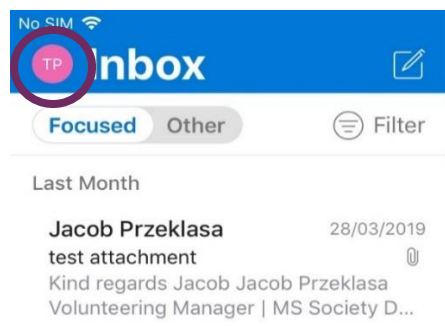 No SIM
TP Inbox
Focused Other Filter
Last Month
Jacob Przeklasa 28/03/2019
test attachment
Kind regards Jacob Jacob Przeklasa
Volunteering Manager | MS Society D...